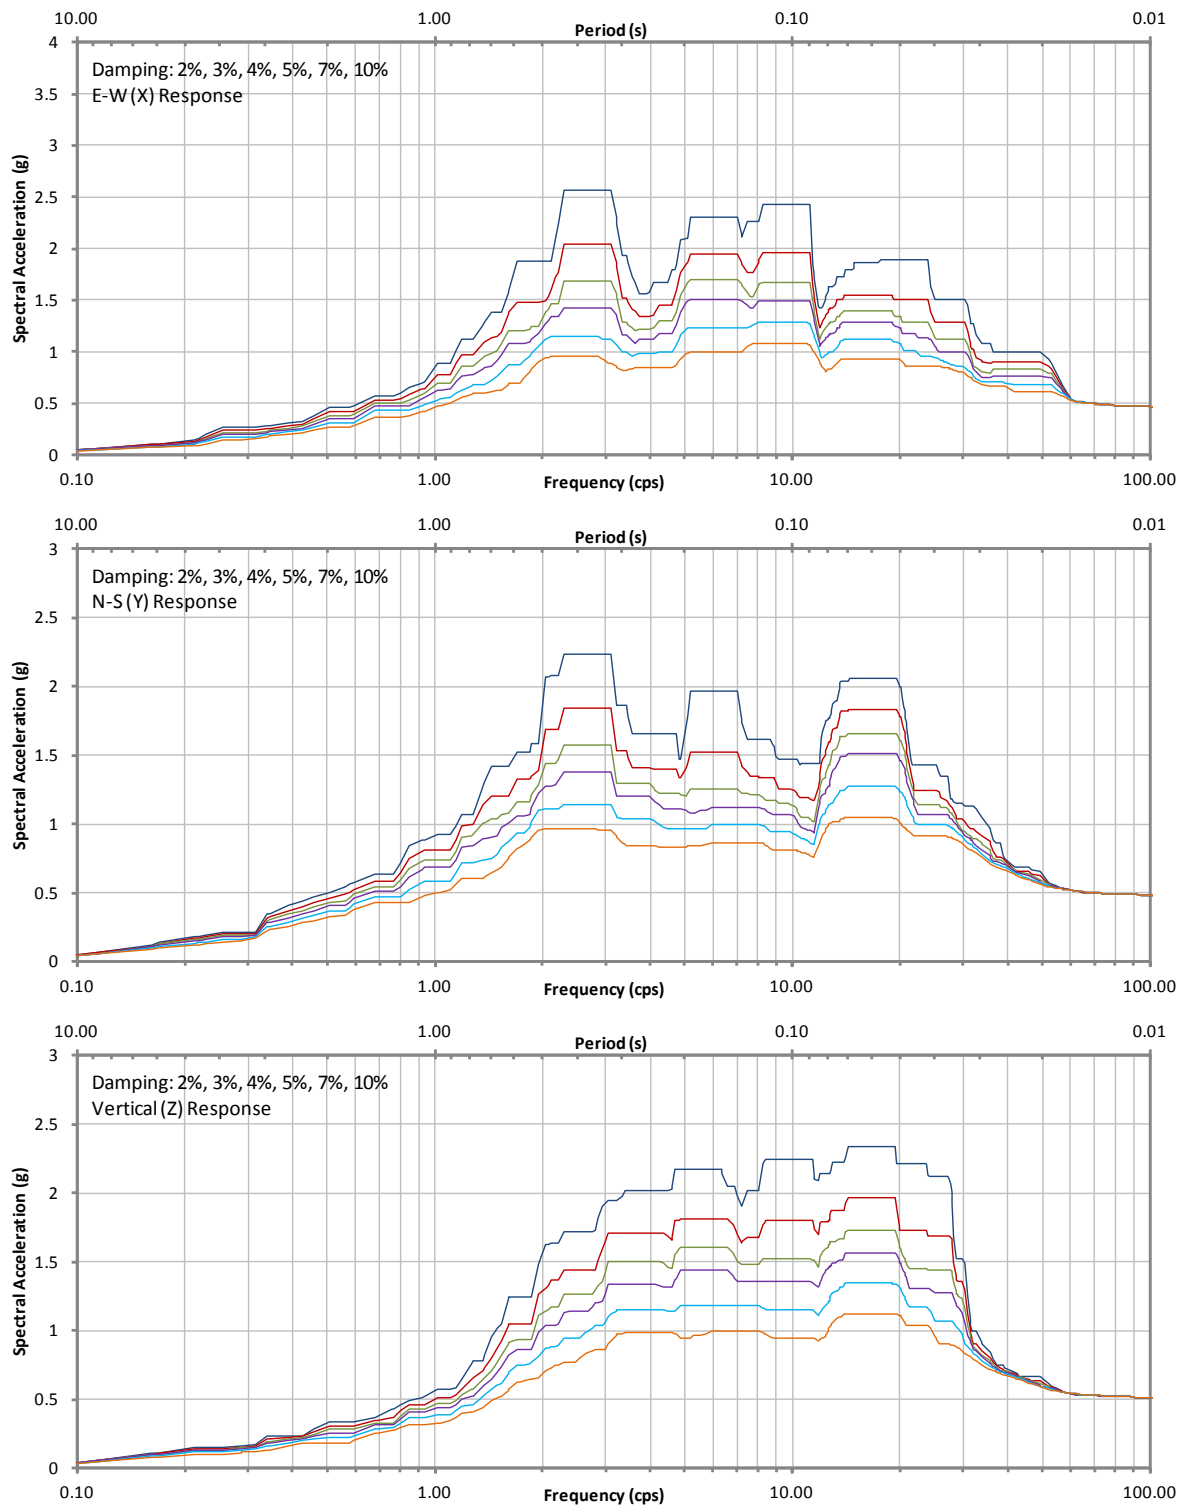 10.00 1.00 0.10 0.01
Period (s)
4
Damping: 2%, 3%, 4%, 5%, 7%, 10%
E-W (X) Response
3.5
3
2.5
2
1.5
1
0.5
0
Spectral Acceleration (g)
0.10 1.00 10.00 100.00
Frequency (cps)
10.00 1.00 0.10 0.01
Period (s)
3
Damping: 2%, 3%, 4%, 5%, 7%, 10%
N-S (Y) Response
2.5
2
1.5
1
0.5
0
Spectral Acceleration (g)
0.10 1.00 10.00 100.00
Frequency (cps)
10.00 1.00 0.10 0.01
Period (s)
3
Damping: 2%, 3%, 4%, 5%, 7%, 10%
Vertical (Z) Response
2.5
2
1.5
1
0.5
0
Spectral Acceleration (g)
0.10 1.00 10.00 100.00
Frequency (cps)